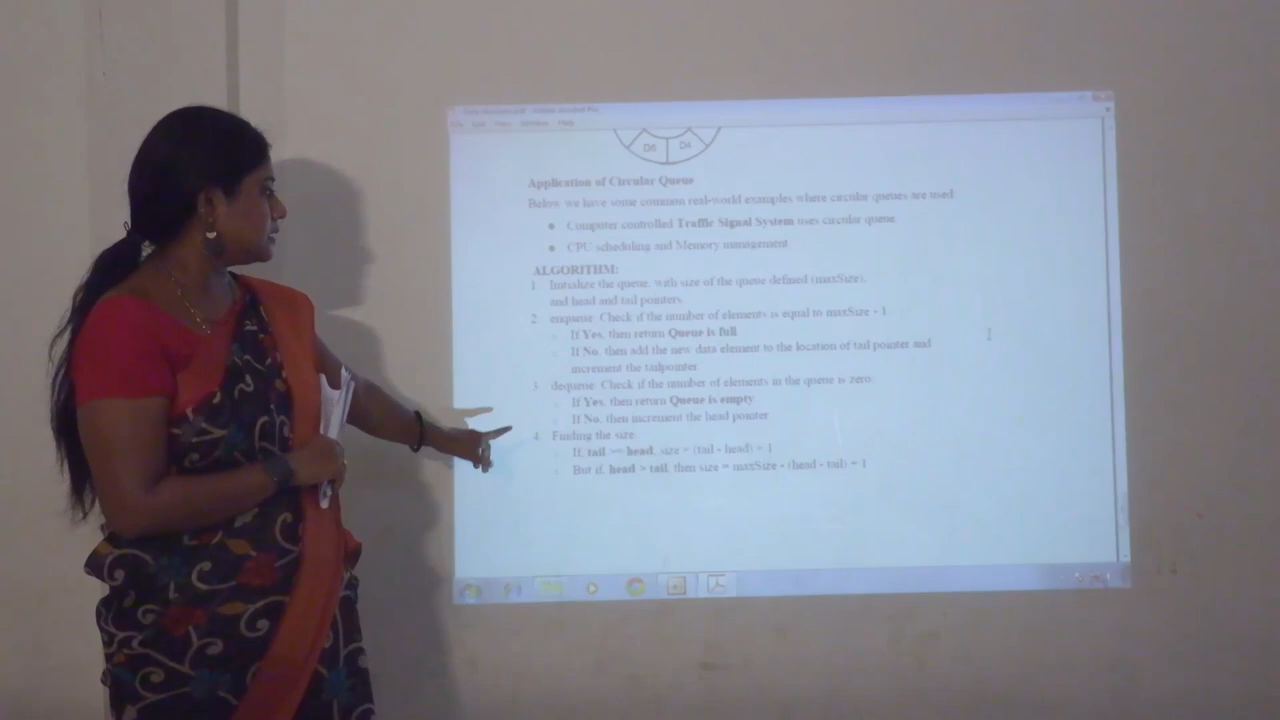 Help
D5 D4
Application of Circular Queue
Below we have some common real-world examples where circular queues are used:
• Computer controlled Traffic Signal System uses circular queue
• CPU scheduling and Memory management
ALGORITHM:
1. Initialize the queue, with size of the queue defined (maxSize),
and head and tail pointers.
2. enqueue: Check if the number of elements is equal to maxSize - 1:
○ If Yes, then return Queue is full
○ If No, then add the new data element to the location of tail pointer and
increment the tailpointer.
3. dequeue: Check if the number of elements in the queue is zero:
○ If Yes, then return Queue is empty
○ If No, then increment the head pointer
4. Finding the size:
○ If, tail >= head, size = (tail - head) + 1
○ But if, head > tail, then size = maxSize - (head - tail) + 1